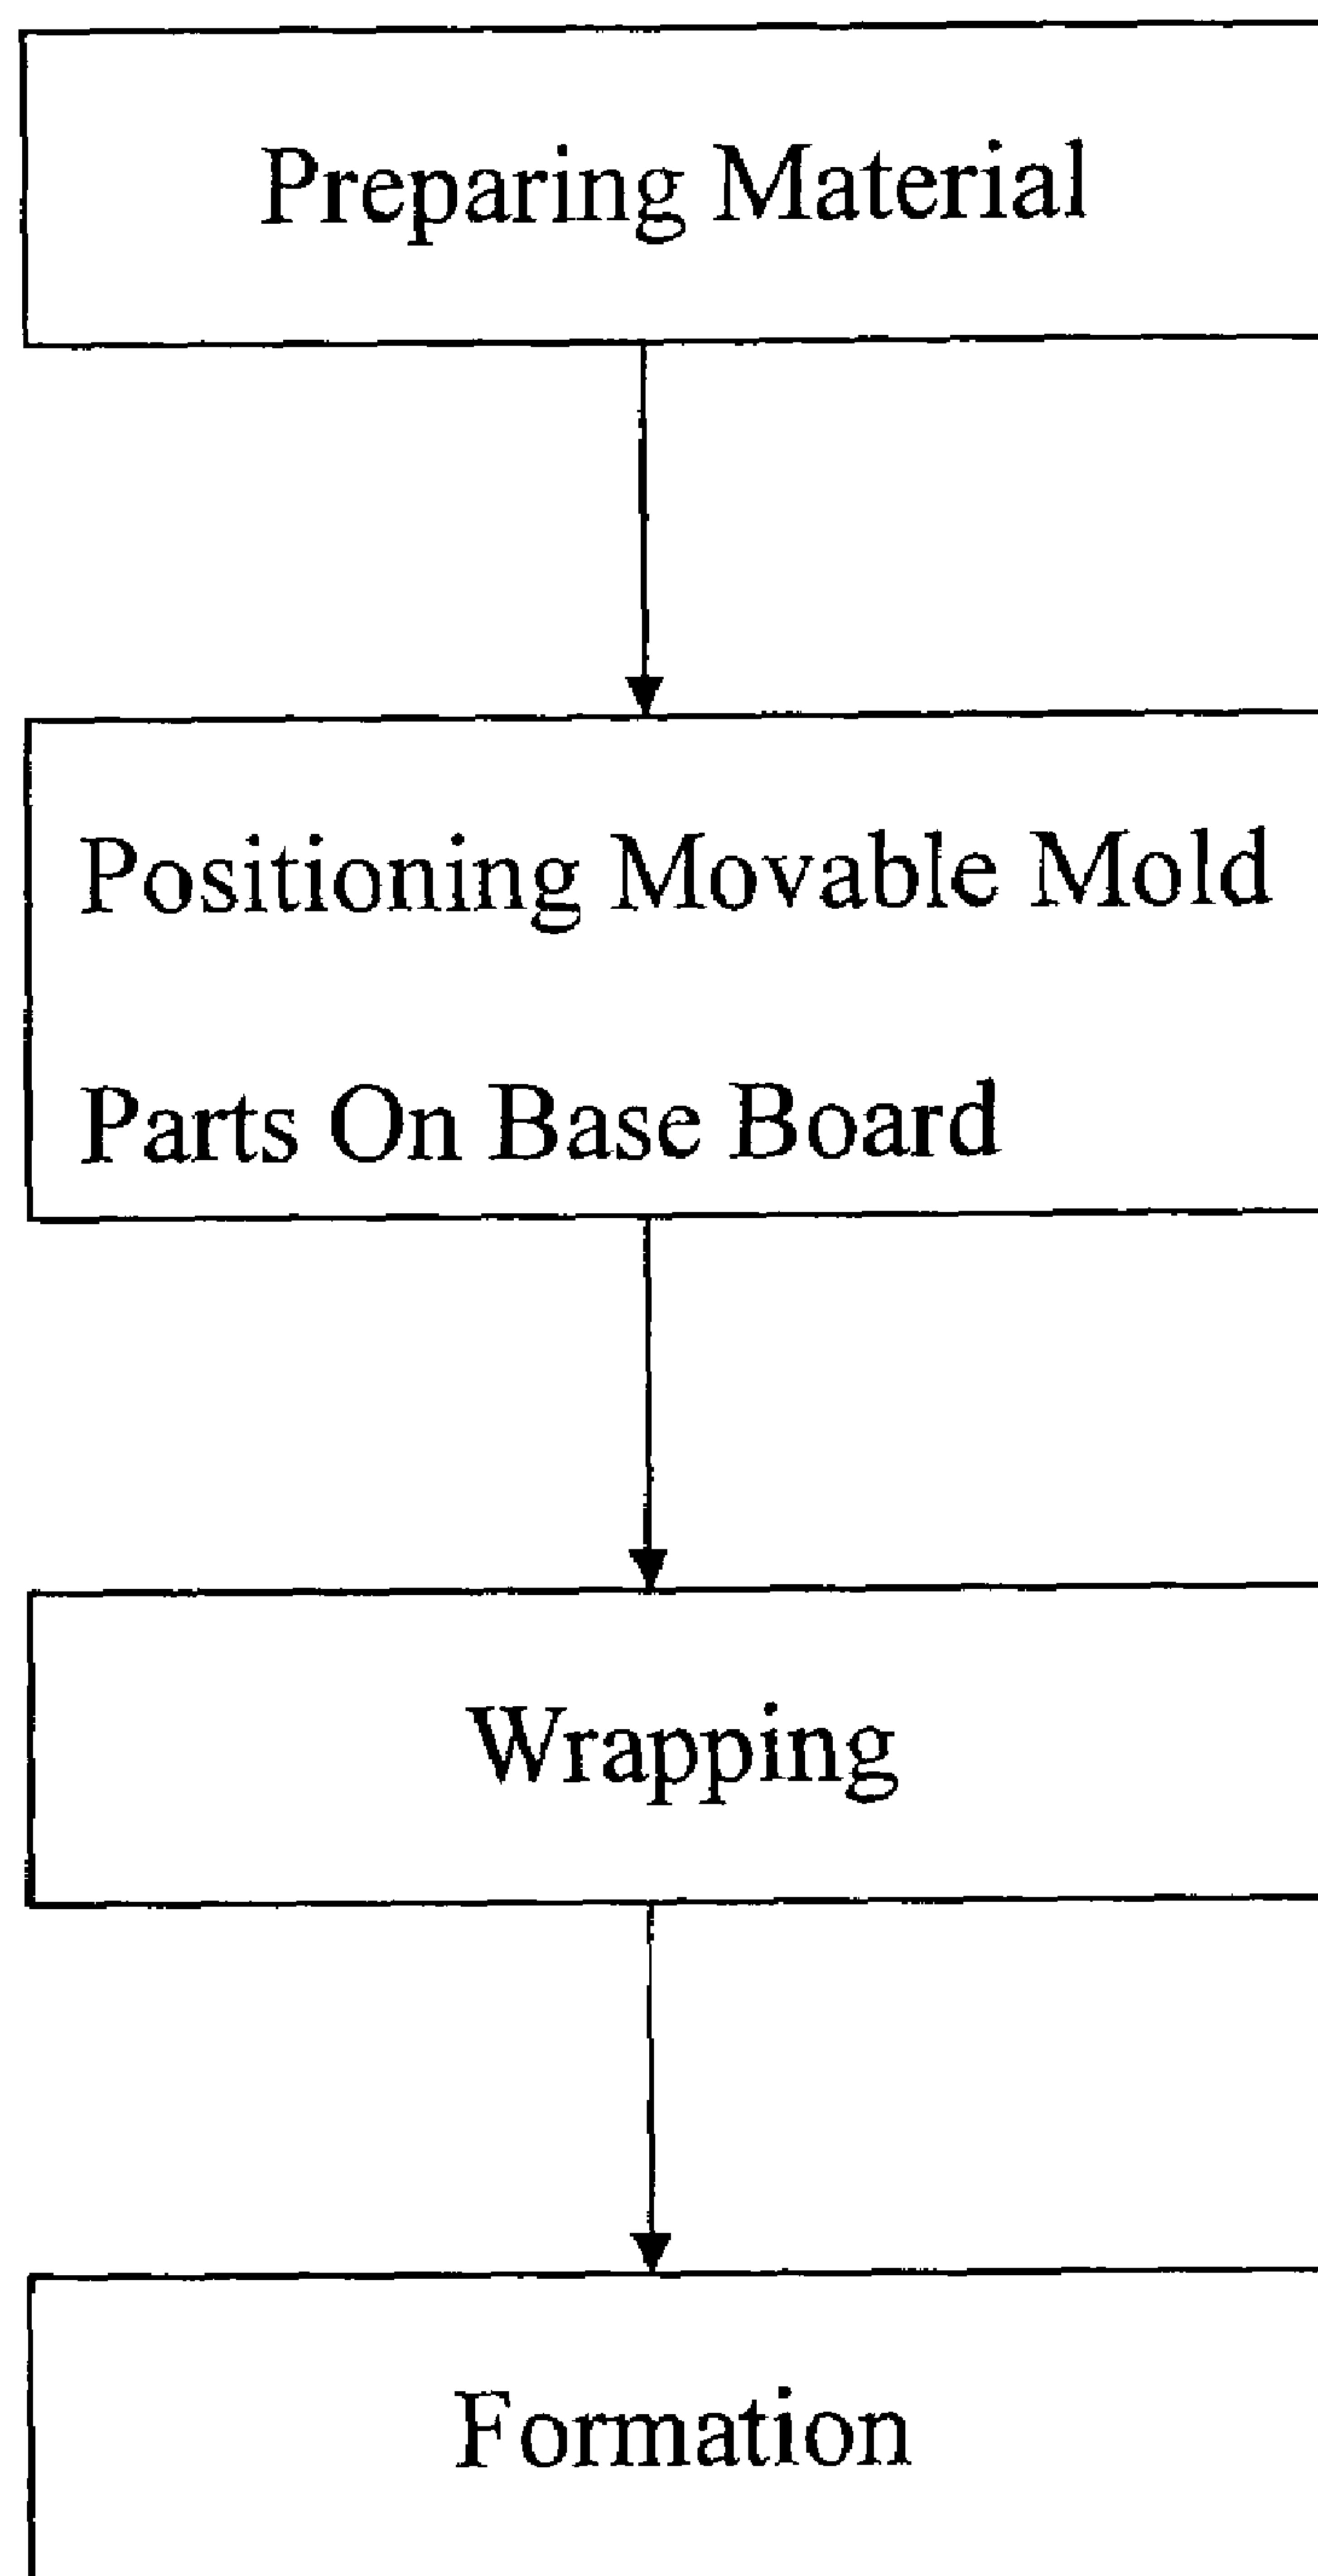 Preparing Material
Positioning Movable Mold
Parts On Base Board
Wrapping
Formation